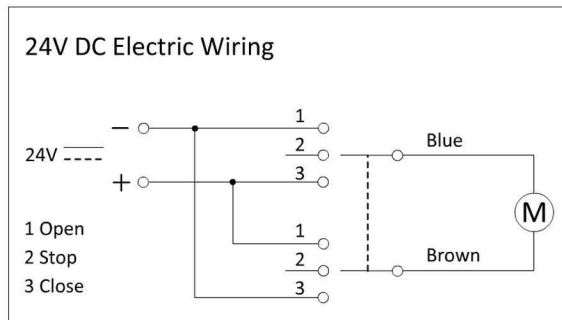 24V DC Electric Wiring
1
−
2
Blue
24V
3
+
1
M
1 Open
2 Stop
2
Brown
3 Close
3